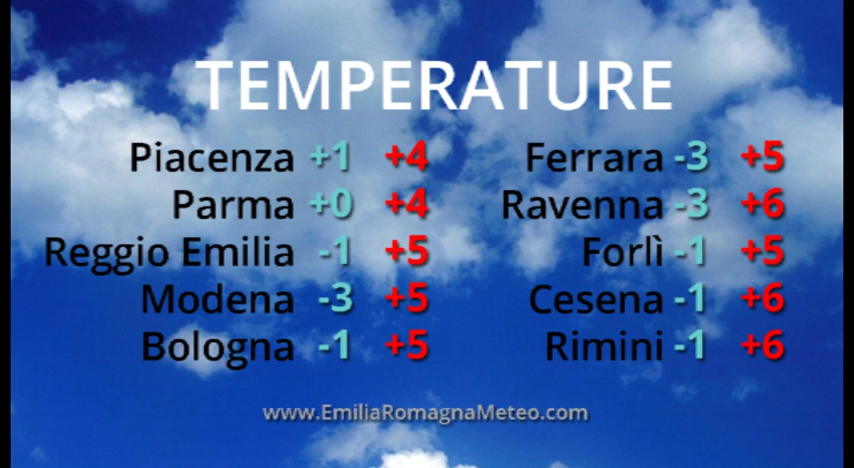 TEMPERATURE
Piacenza +1 +4
Parma +0 +4
Reggio Emilia -1 +5
Modena -3 +5
Bologna -1 +5
Ferrara -3 +5
Ravenna -3 +6
Forlì -1 +5
Cesena -1 +6
Rimini -1 +6
www.EmiliaRomagnaMeteo.com